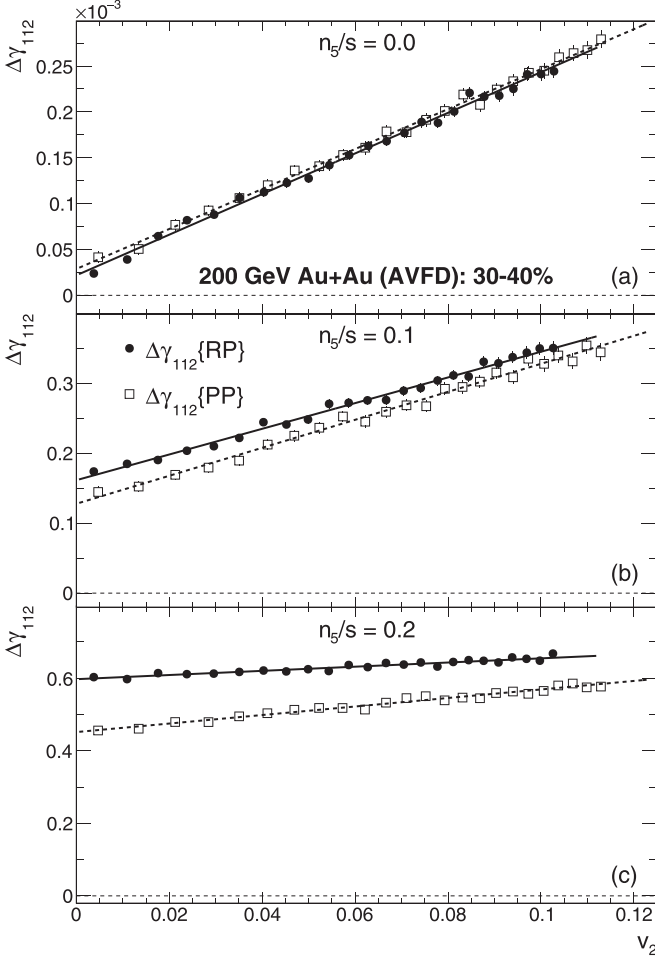 ×10⁻³
Δγ₁₁₂
n₅/s = 0.0
0.25
0.2
0.15
0.1
0.05
0
200 GeV Au+Au (AVFD): 30-40%
(a)
Δγ₁₁₂
n₅/s = 0.1
Δγ₁₁₂{RP}
Δγ₁₁₂{PP}
0.3
0.2
0.1
0
(b)
Δγ₁₁₂
n₅/s = 0.2
0.6
0.4
0.2
0
(c)
0 0.02 0.04 0.06 0.08 0.1 0.12
v₂